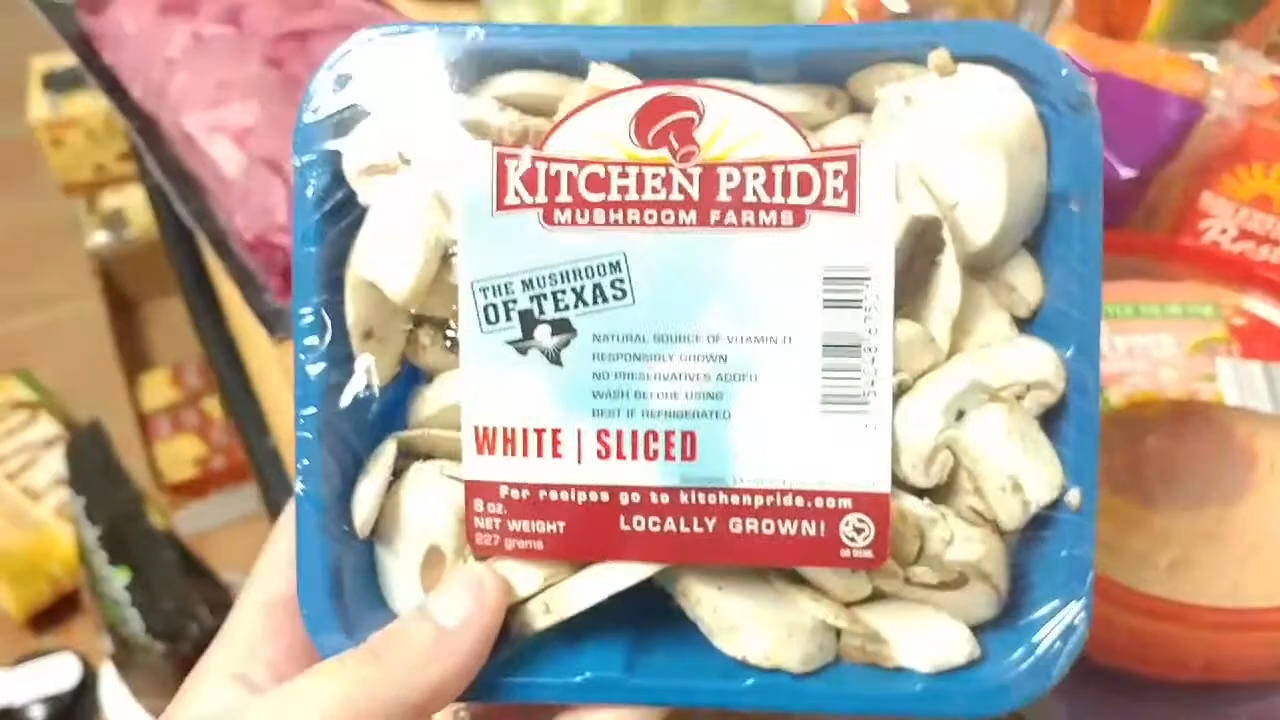 KITCHEN PRIDE
MUSHROOM FARMS
THE MUSHROOM
OF TEXAS
NATURAL SOURCE OF VITAMIN D
RESPONSIBLY GROWN
NO PRESERVATIVES ADDED
WASH BEFORE USING
BEST IF REFRIGERATED
WHITE | SLICED
For recipes go to kitchenpride.com
8 oz.
NET WEIGHT
227 grams
LOCALLY GROWN!
GO TEXAN.